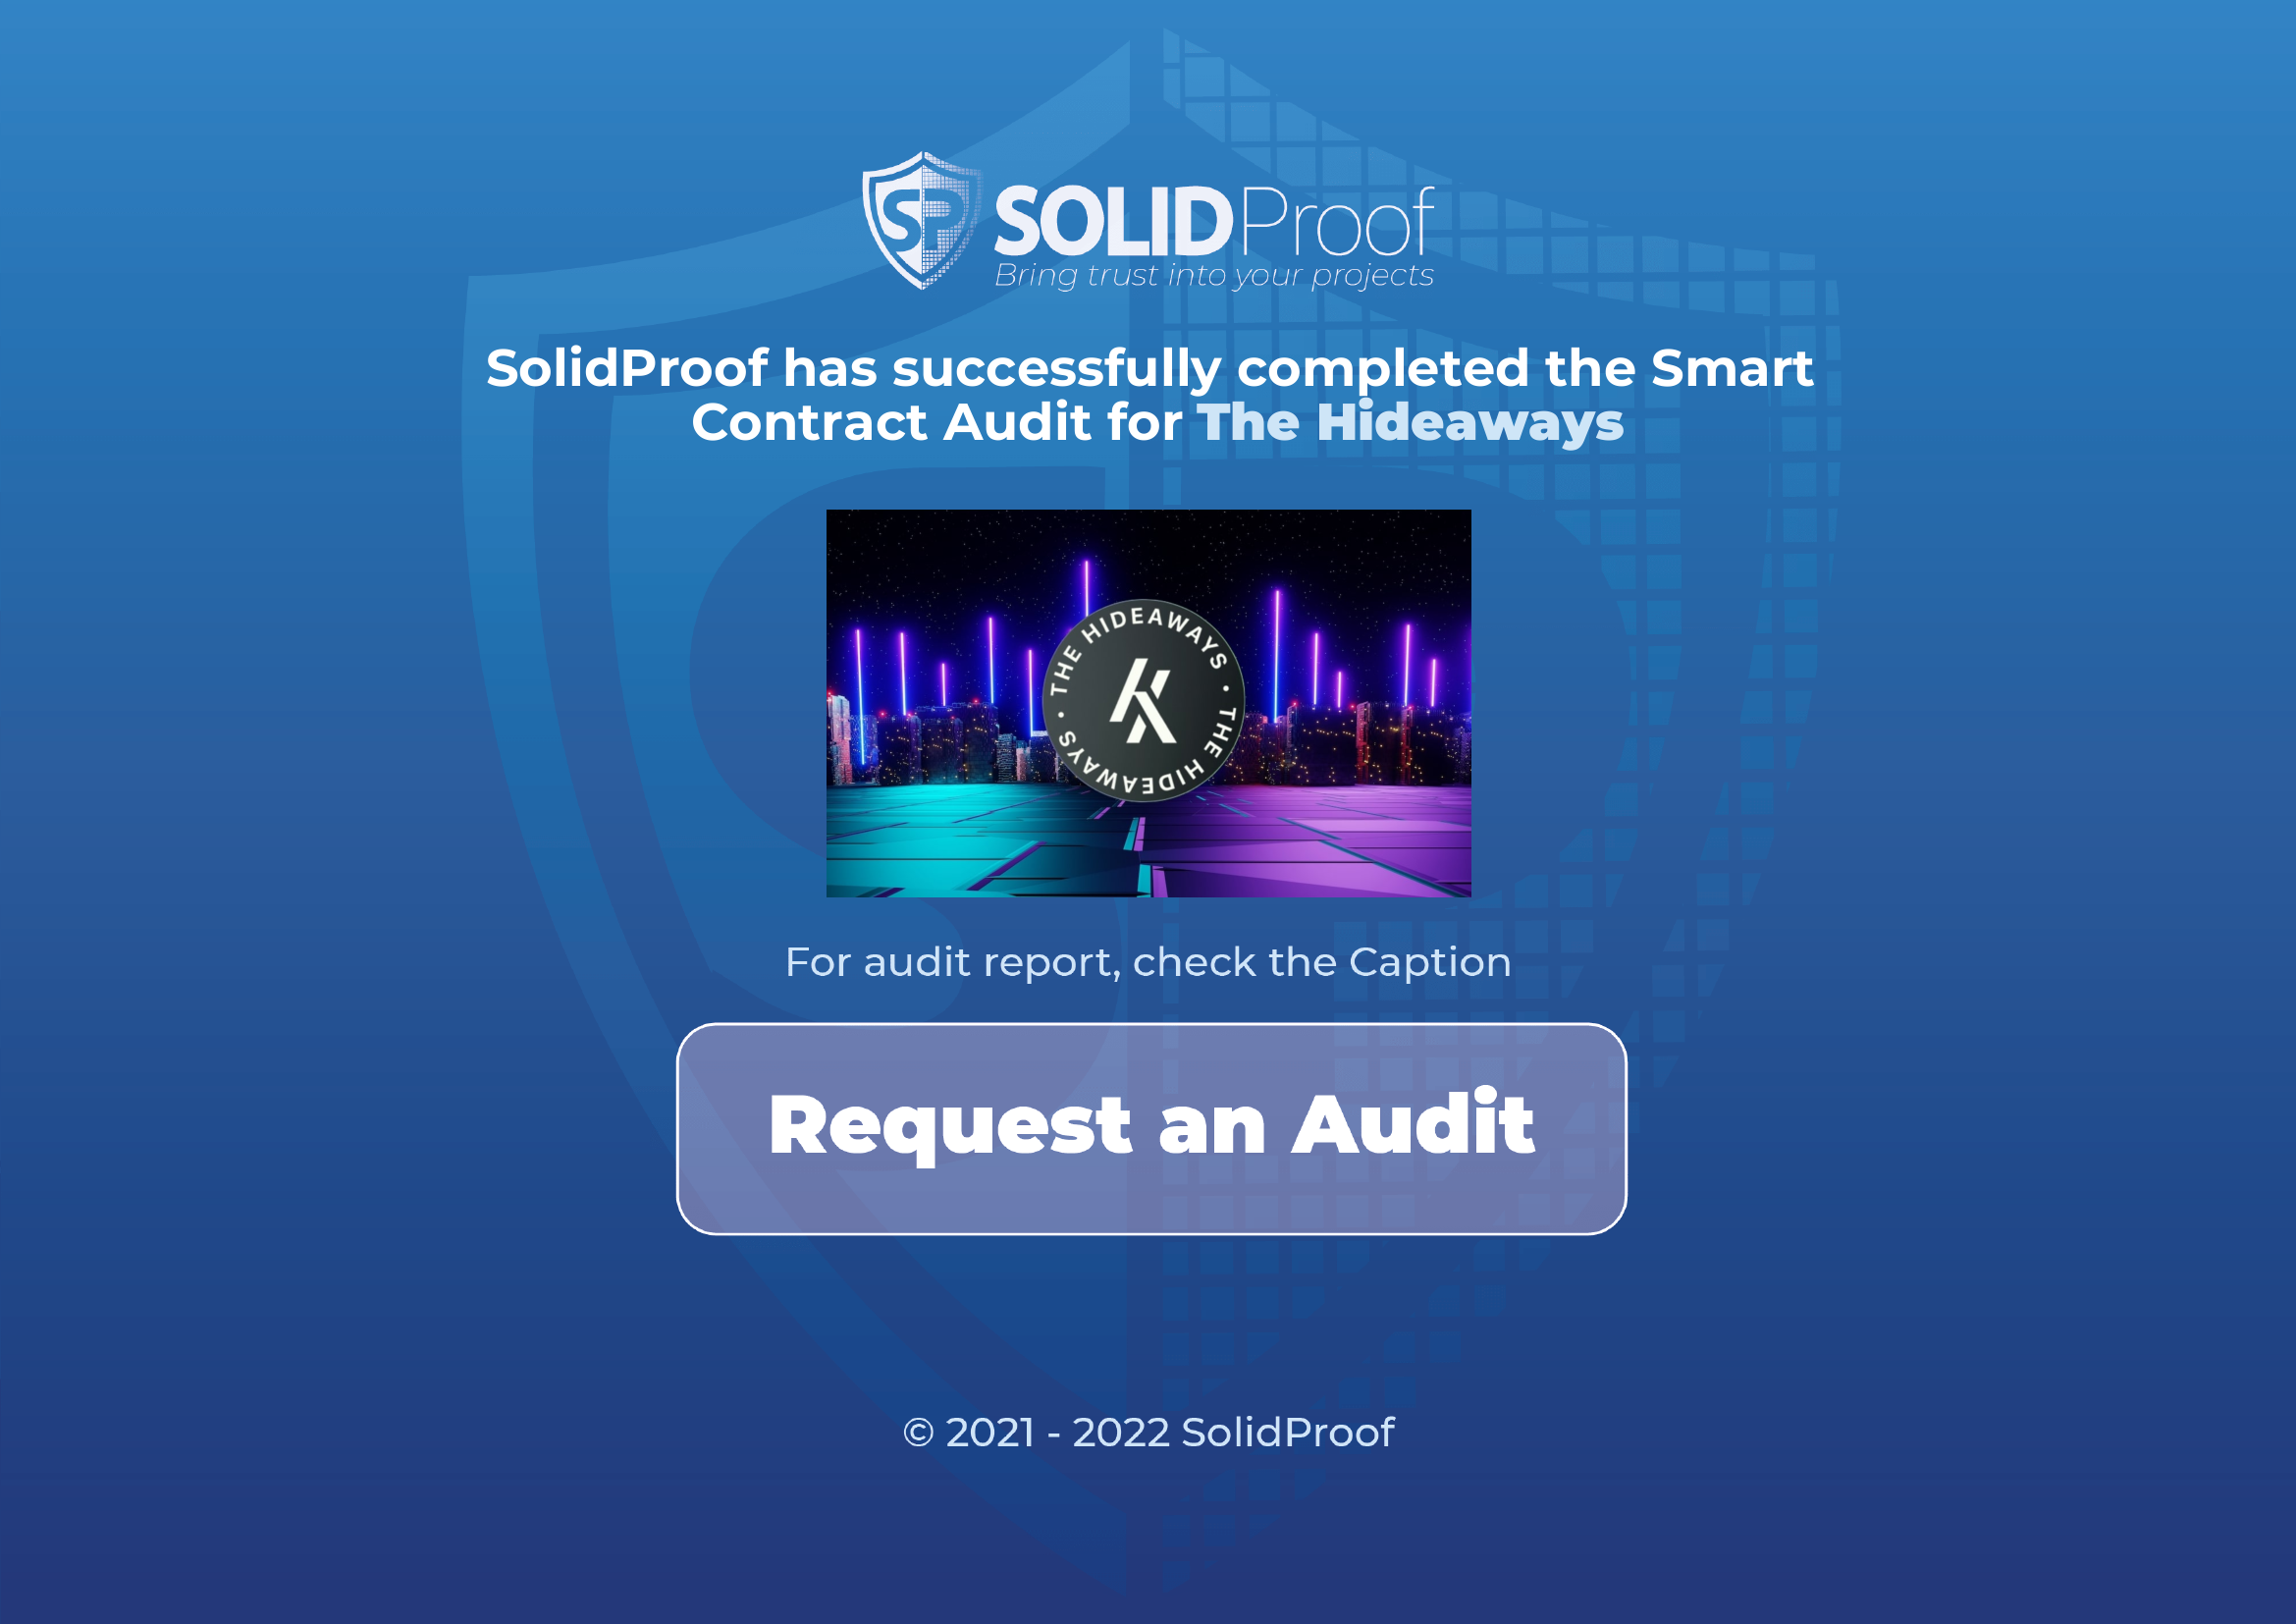 SP
SOLIDProof
Bring trust into your projects
SolidProof has successfully completed the Smart
Contract Audit for The Hideaways
THE HIDEAWAYS • THE HIDEAWAYS •
For audit report, check the Caption
Request an Audit
© 2021 - 2022 SolidProof